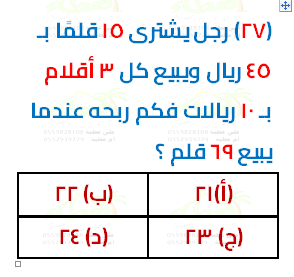 (٢٧) رجل يشترى ١٥ قلمًا بـ
٤٥ ريال ويبيع كل ٣ أقلام
بـ ١٠ ريالات فكم ربحه عندما
يبيع ٦٩ قلم ؟
(أ) ٢١ (ب) ٢٢
(ج) ٢٣ (د) ٢٤